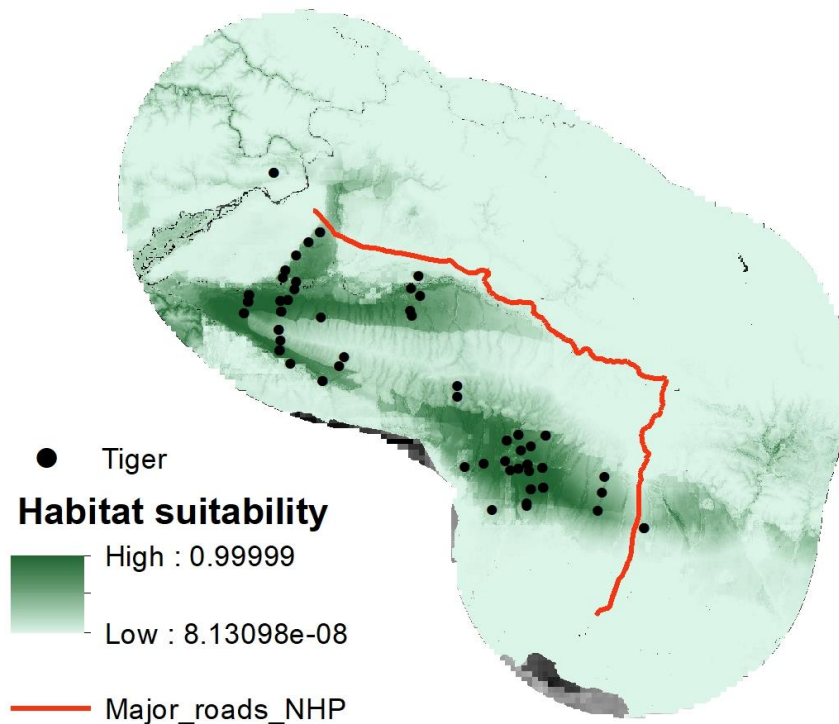 Tiger
Habitat suitability
High : 0.99999
Low : 8.13098e-08
Major_roads_NHP